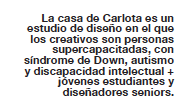 La casa de Carlota es un
estudio de diseño en el que
los creativos son personas
supercapacitadas, con
síndrome de Down, autismo
y discapacidad intelectual +
jóvenes estudiantes y
diseñadores seniors.